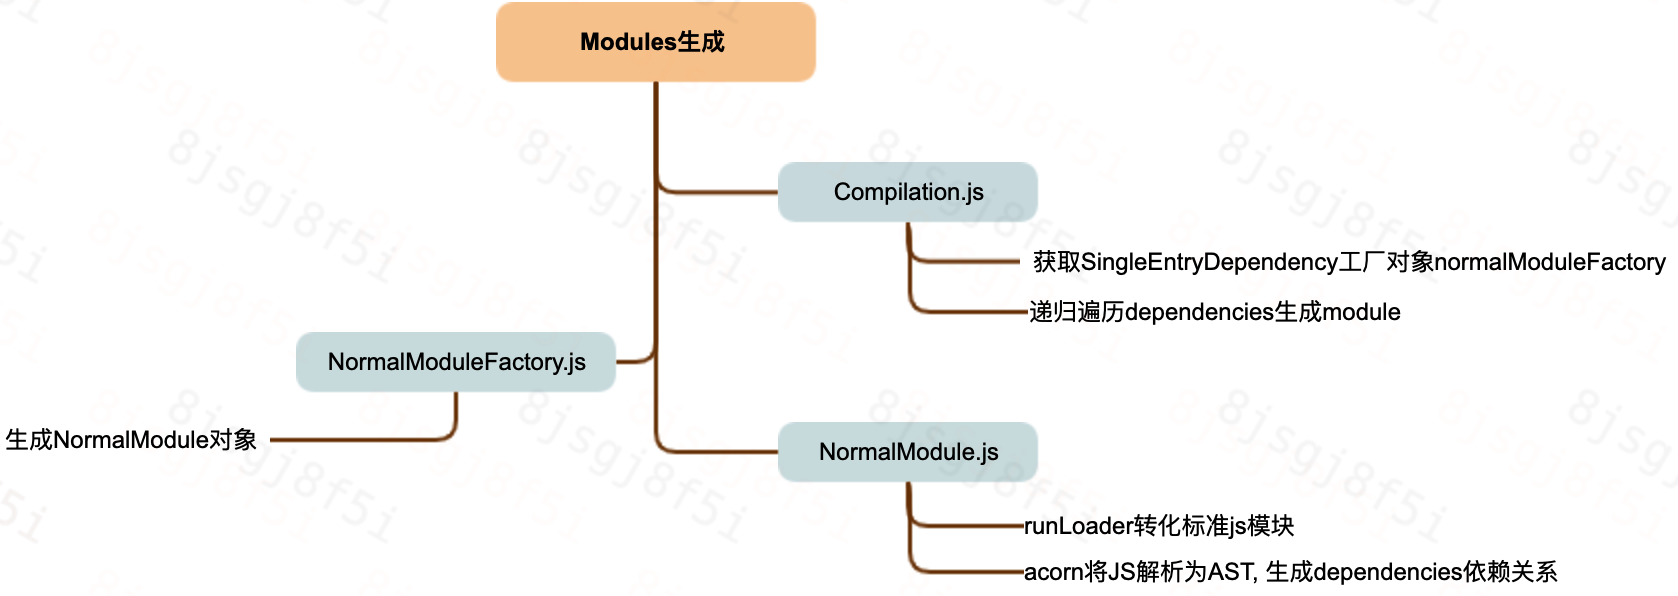 Modules生成
Compilation.js
获取SingleEntryDependency工厂对象normalModuleFactory
递归遍历dependencies生成module
NormalModuleFactory.js
生成NormalModule对象
NormalModule.js
runLoader转化标准js模块
acorn将JS解析为AST, 生成dependencies依赖关系
8jsgj8f5i